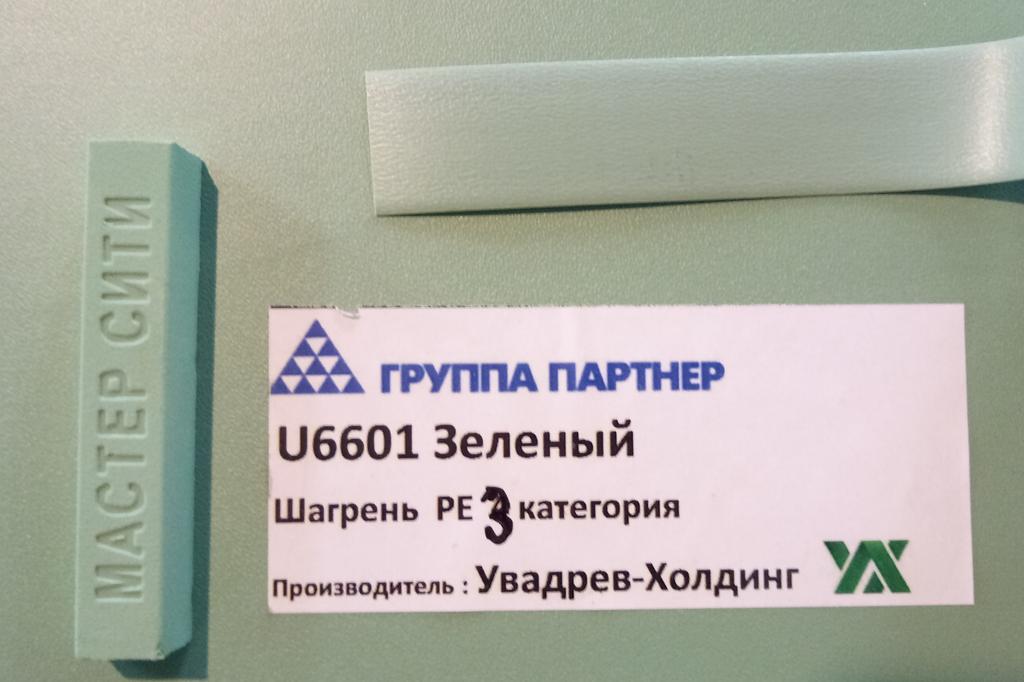 МАСТЕР СИТИ
ГРУППА ПАРТНЕР
U6601 Зеленый
Шагрень PE 3 категория
Производитель : Увадрев-Холдинг